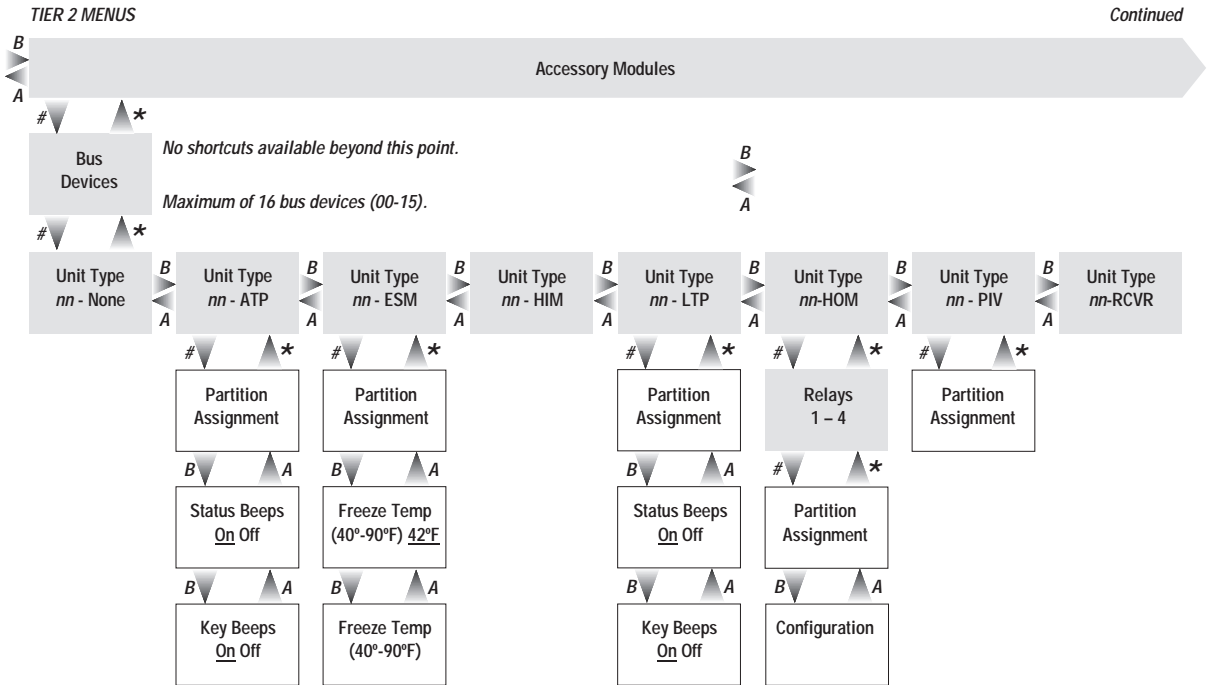 TIER 2 MENUS
Continued
B
A
Accessory Modules
# *
Bus
Devices
No shortcuts available beyond this point.
Maximum of 16 bus devices (00-15).
B
A
# *
Unit Type
nn - None
B
A
Unit Type
nn - ATP
B
A
Unit Type
nn - ESM
B
A
Unit Type
nn - HIM
B
A
Unit Type
nn - LTP
B
A
Unit Type
nn-HOM
B
A
Unit Type
nn - PIV
B
A
Unit Type
nn-RCVR
# *
Partition
Assignment
B A
Status Beeps
On Off
B A
Key Beeps
On Off
# *
Partition
Assignment
B A
Freeze Temp
(40º-90ºF) 42ºF
B A
Freeze Temp
(40º-90ºF)
# *
Partition
Assignment
B A
Status Beeps
On Off
B A
Key Beeps
On Off
# *
Relays
1 – 4
# *
Partition
Assignment
B A
Configuration
# *
Partition
Assignment